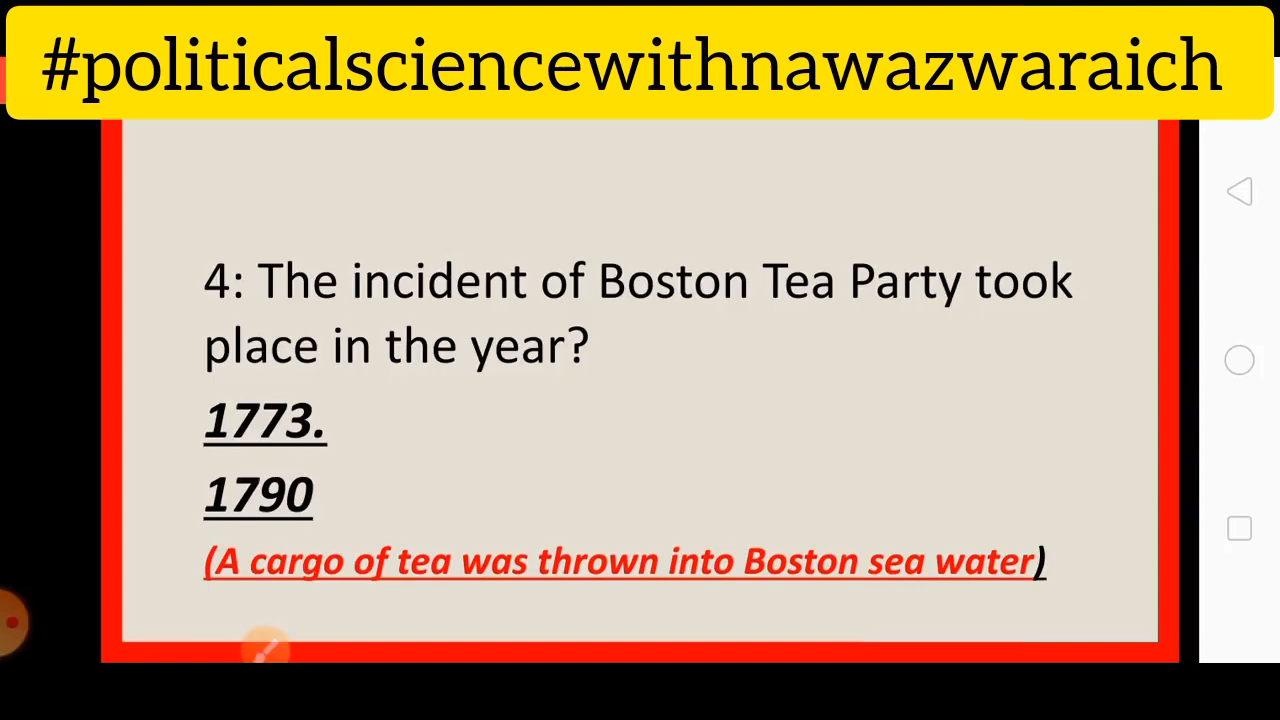 #politicalsciencewithnawazwaraich
4: The incident of Boston Tea Party took
place in the year?
1773.
1790
(A cargo of tea was thrown into Boston sea water)